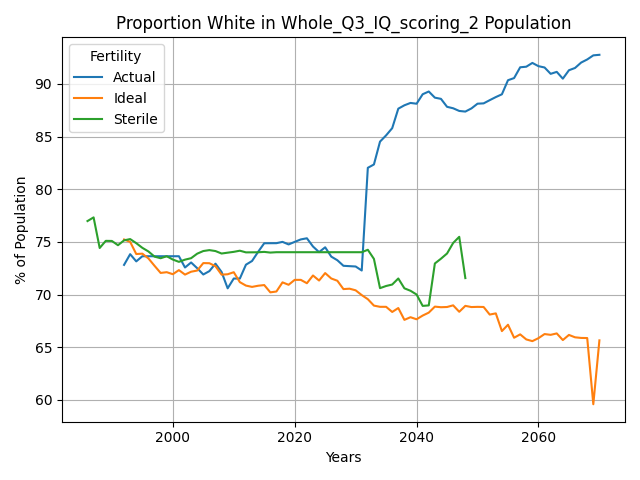 Proportion White in Whole_Q3_IQ_scoring_2 Population
Fertility
Actual
Ideal
Sterile
% of Population
90
85
80
75
70
65
60
2000
2020
2040
2060
Years